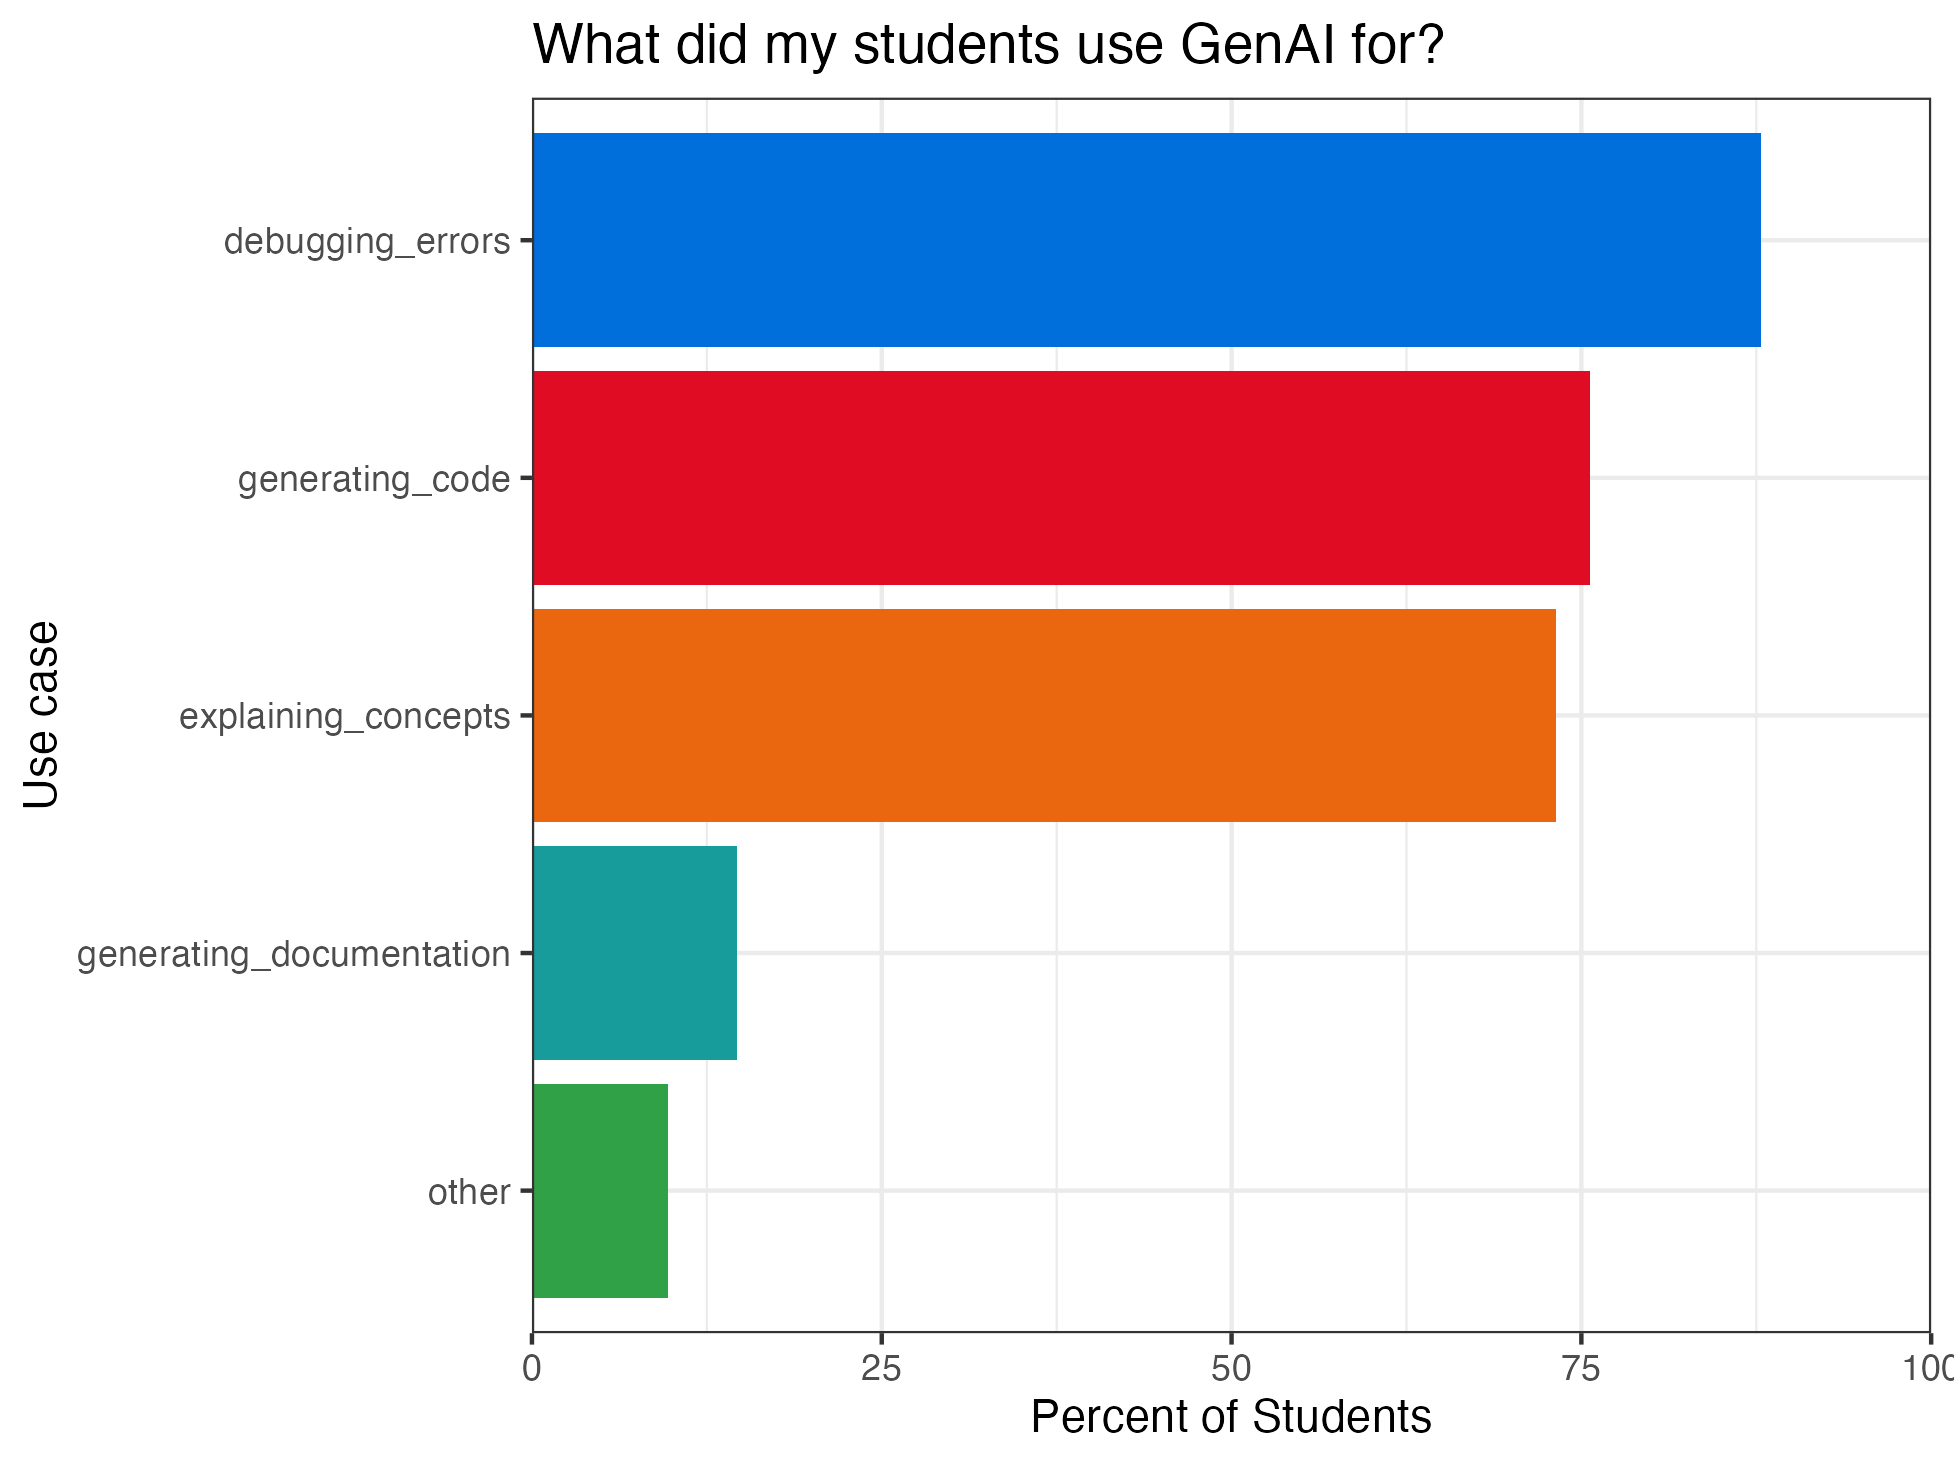 What did my students use GenAI for?
debugging_errors
generating_code
explaining_concepts
generating_documentation
other
Use case
0 25 50 75 100
Percent of Students